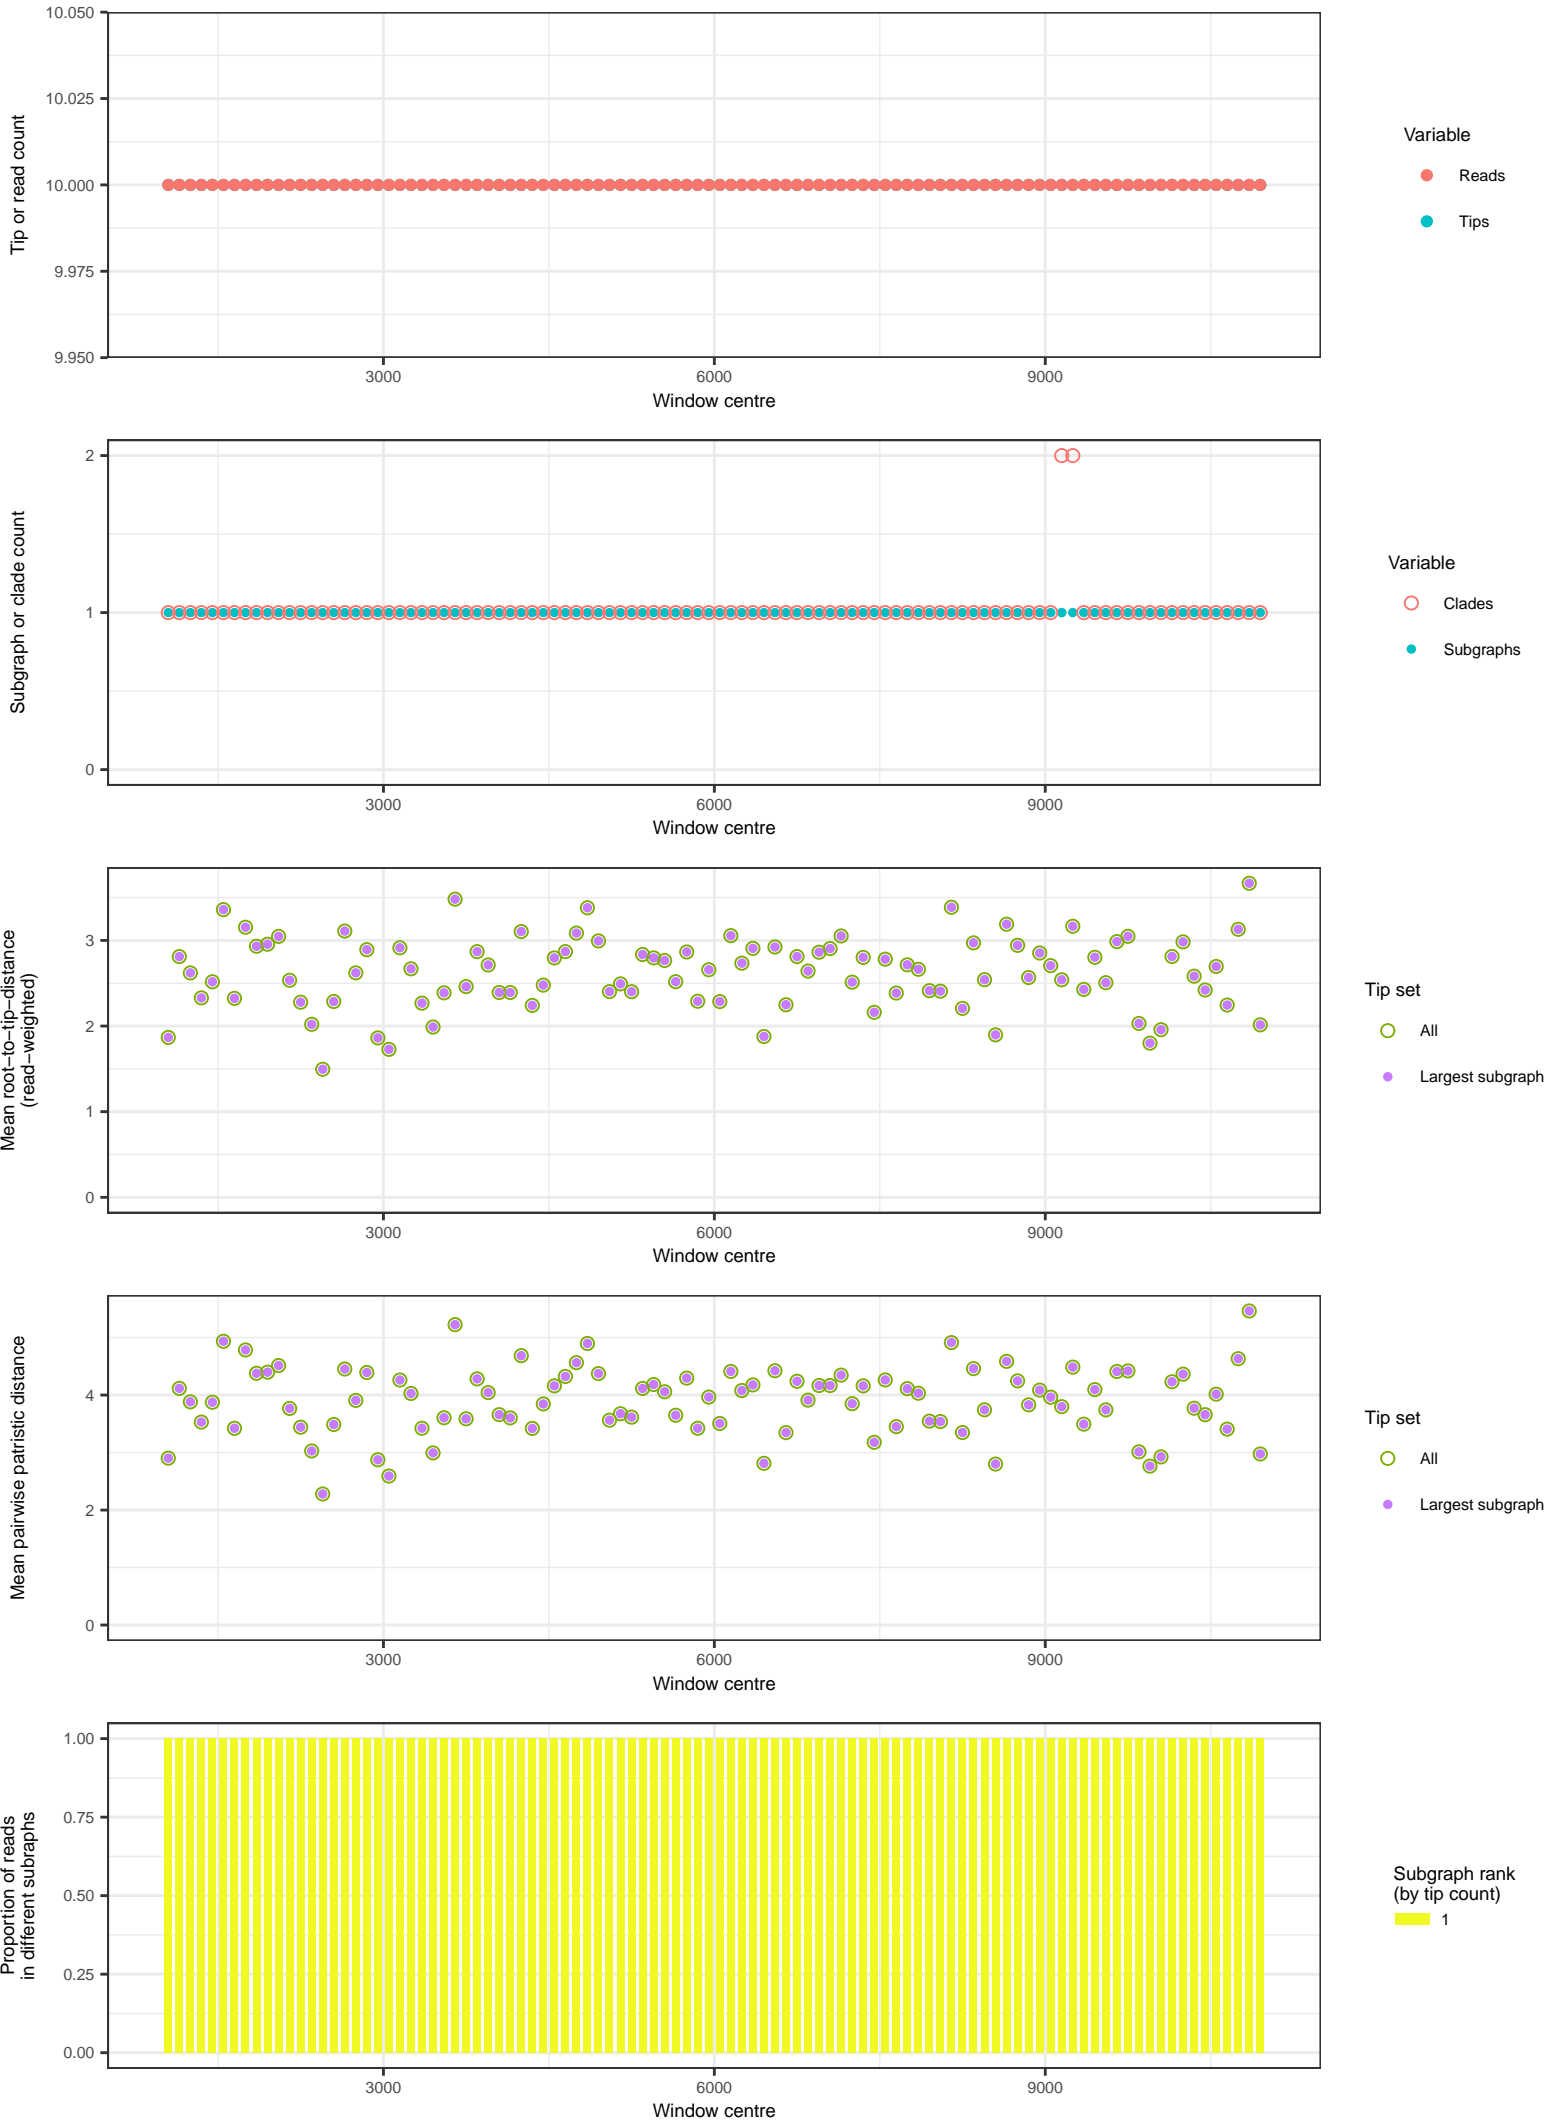 10.050
10.025
10.000
9.975
9.950
Tip or read count
3000
6000
9000
Window centre
Variable
Reads
Tips
2
1
0
Subgraph or clade count
3000
6000
9000
Window centre
Variable
Clades
Subgraphs
3
2
1
0
Mean root−to−tip−distance
(read−weighted)
3000
6000
9000
Window centre
Tip set
All
Largest subgraph
4
2
0
Mean pairwise patristic distance
3000
6000
9000
Window centre
Tip set
All
Largest subgraph
1.00
0.75
0.50
0.25
0.00
Proportion of reads
in different subraphs
3000
6000
9000
Window centre
Subgraph rank
(by tip count)
1